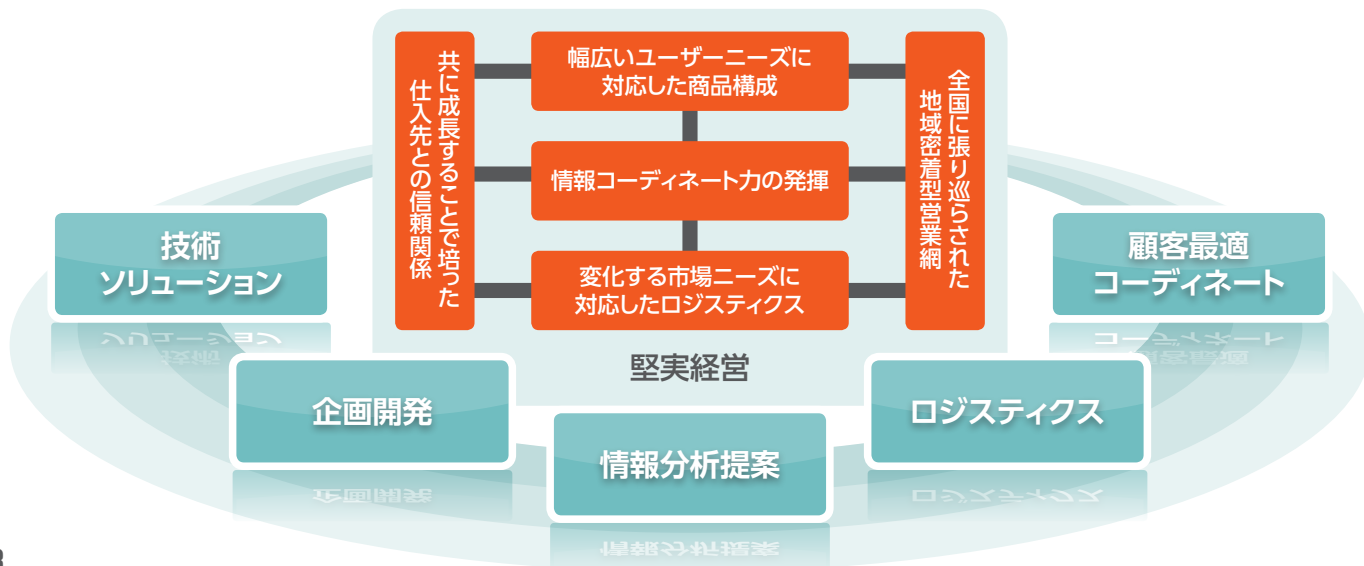 共に成長することで培った
仕入先との信頼関係
幅広いユーザーニーズに
対応した商品構成
情報コーディネート力の発揮
変化する市場ニーズに
対応したロジスティクス
全国に張り巡らされた
地域密着型営業網
堅実経営
技術
ソリューション
企画開発
情報分析提案
ロジスティクス
顧客最適
コーディネート